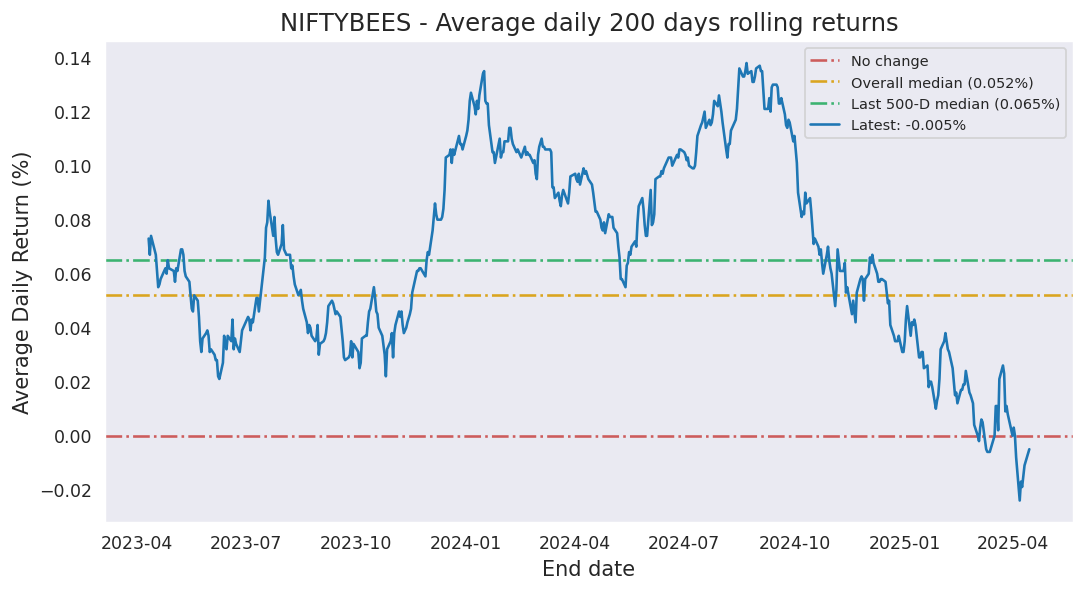 NIFTYBEES - Average daily 200 days rolling returns
No change
Overall median (0.052%)
Last 500-D median (0.065%)
Latest: -0.005%
Average Daily Return (%)
0.14
0.12
0.10
0.08
0.06
0.04
0.02
0.00
−0.02
2023-04 2023-07 2023-10 2024-01 2024-04 2024-07 2024-10 2025-01 2025-04
End date